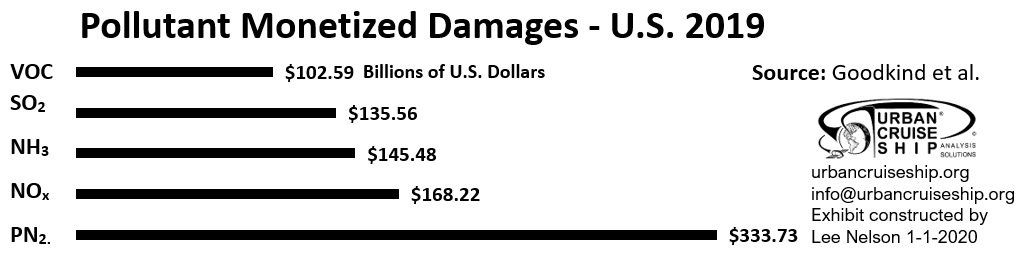 Pollutant Monetized Damages - U.S. 2019
VOC $102.59 Billions of U.S. Dollars
Source: Goodkind et al.
SO₂ $135.56
NH₃ $145.48
NOₓ $168.22
PN₂. $333.73
URBAN®
CRUISE
SHIP ANALYSIS SOLUTIONS ©
urbancruiseship.org
info@urbancruiseship.org
Exhibit constructed by
Lee Nelson 1-1-2020